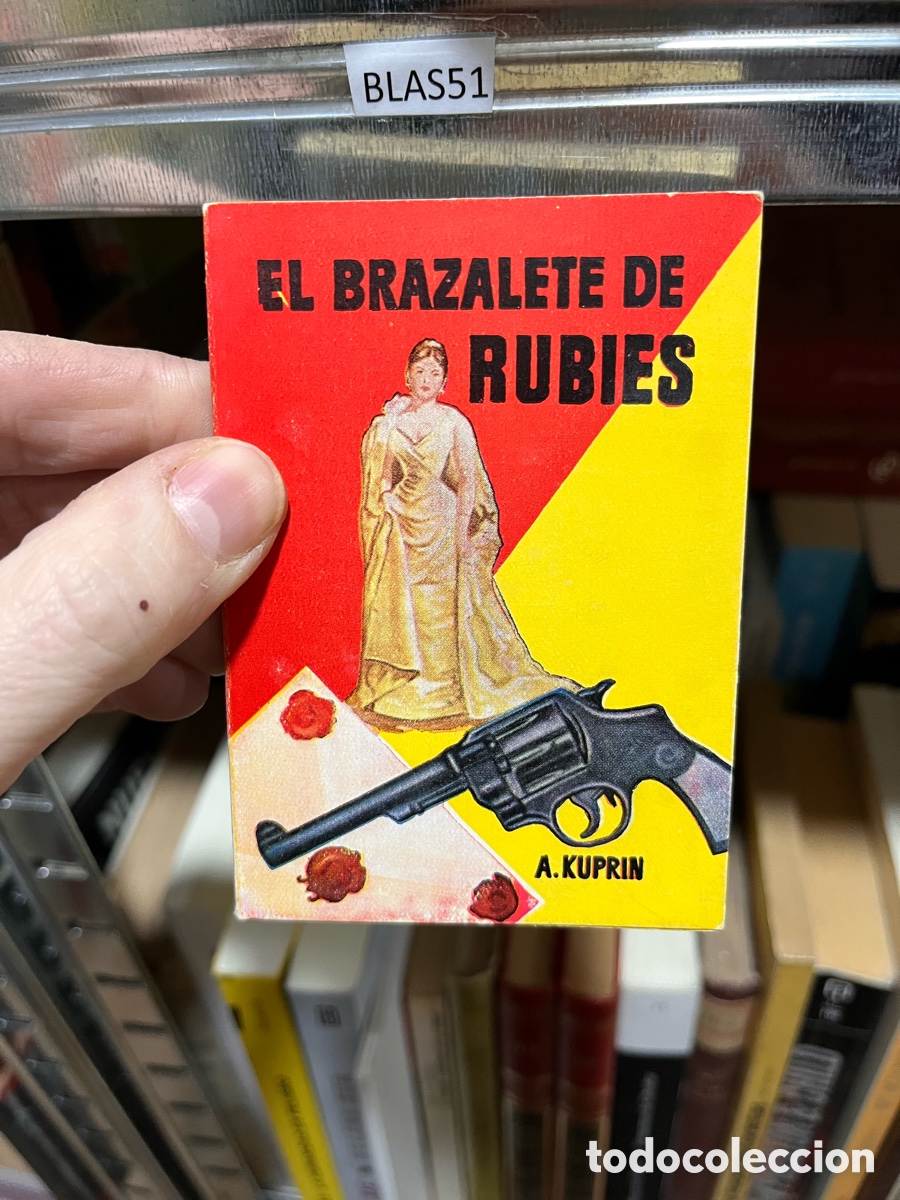 BLAS51
EL BRAZALETE DE
RUBIES
A. KUPRIN
todocoleccion